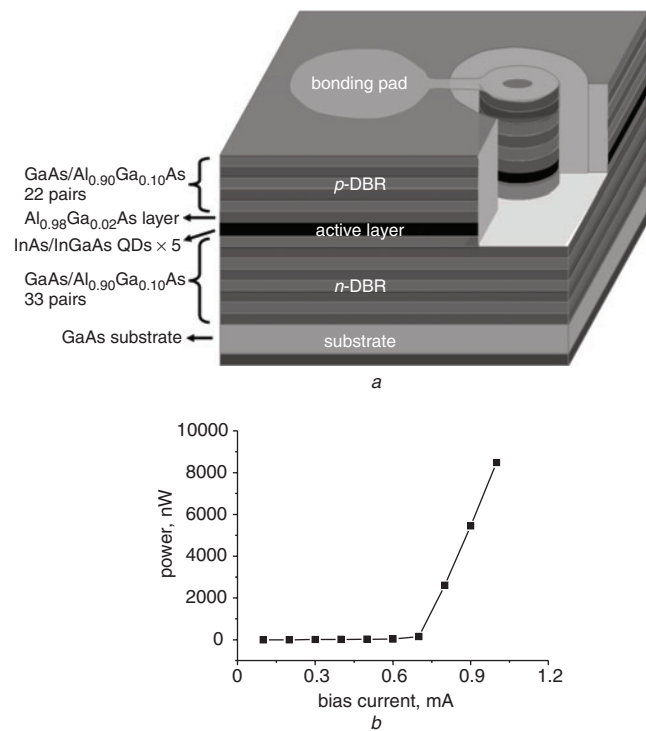 bonding pad
GaAs/Al0.90Ga0.10As
22 pairs
p-DBR
Al0.98Ga0.02As layer
active layer
InAs/InGaAs QDs × 5
GaAs/Al0.90Ga0.10As
33 pairs
n-DBR
GaAs substrate
substrate
a
10000
8000
6000
4000
2000
0
power, nW
0
0.3
0.6
0.9
1.2
bias current, mA
b